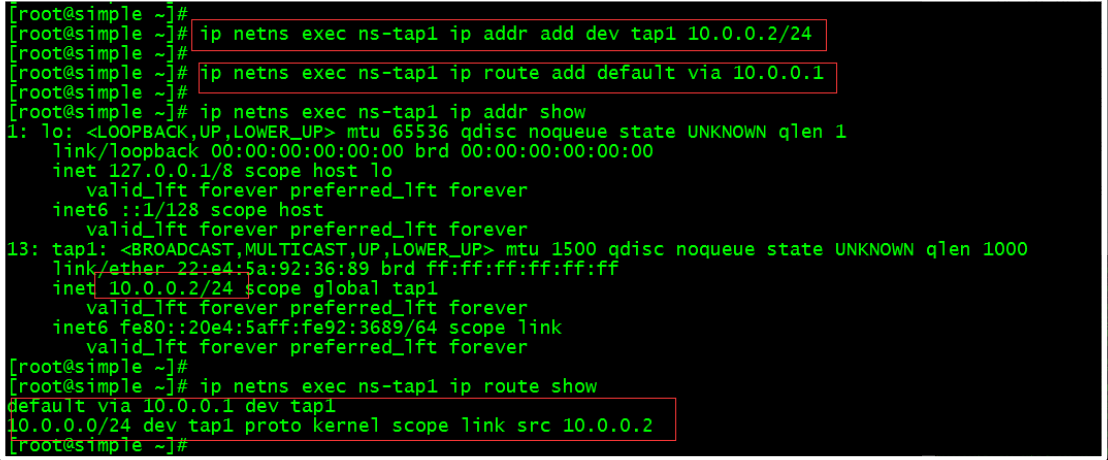 [root@simple ~]#
[root@simple ~]# ip netns exec ns-tap1 ip addr add dev tap1 10.0.0.2/24
[root@simple ~]#
[root@simple ~]# ip netns exec ns-tap1 ip route add default via 10.0.0.1
[root@simple ~]#
[root@simple ~]# ip netns exec ns-tap1 ip addr show
1: lo: <LOOPBACK,UP,LOWER_UP> mtu 65536 qdisc noqueue state UNKNOWN qlen 1
    link/loopback 00:00:00:00:00:00 brd 00:00:00:00:00:00
    inet 127.0.0.1/8 scope host lo
       valid_lft forever preferred_lft forever
    inet6 ::1/128 scope host
       valid_lft forever preferred_lft forever
13: tap1: <BROADCAST,MULTICAST,UP,LOWER_UP> mtu 1500 qdisc noqueue state UNKNOWN qlen 1000
    link/ether 22:e4:5a:92:36:89 brd ff:ff:ff:ff:ff:ff
    inet 10.0.0.2/24 scope global tap1
       valid_lft forever preferred_lft forever
    inet6 fe80::20e4:5aff:fe92:3689/64 scope link
       valid_lft forever preferred_lft forever
[root@simple ~]#
[root@simple ~]# ip netns exec ns-tap1 ip route show
default via 10.0.0.1 dev tap1
10.0.0.0/24 dev tap1 proto kernel scope link src 10.0.0.2
[root@simple ~]#